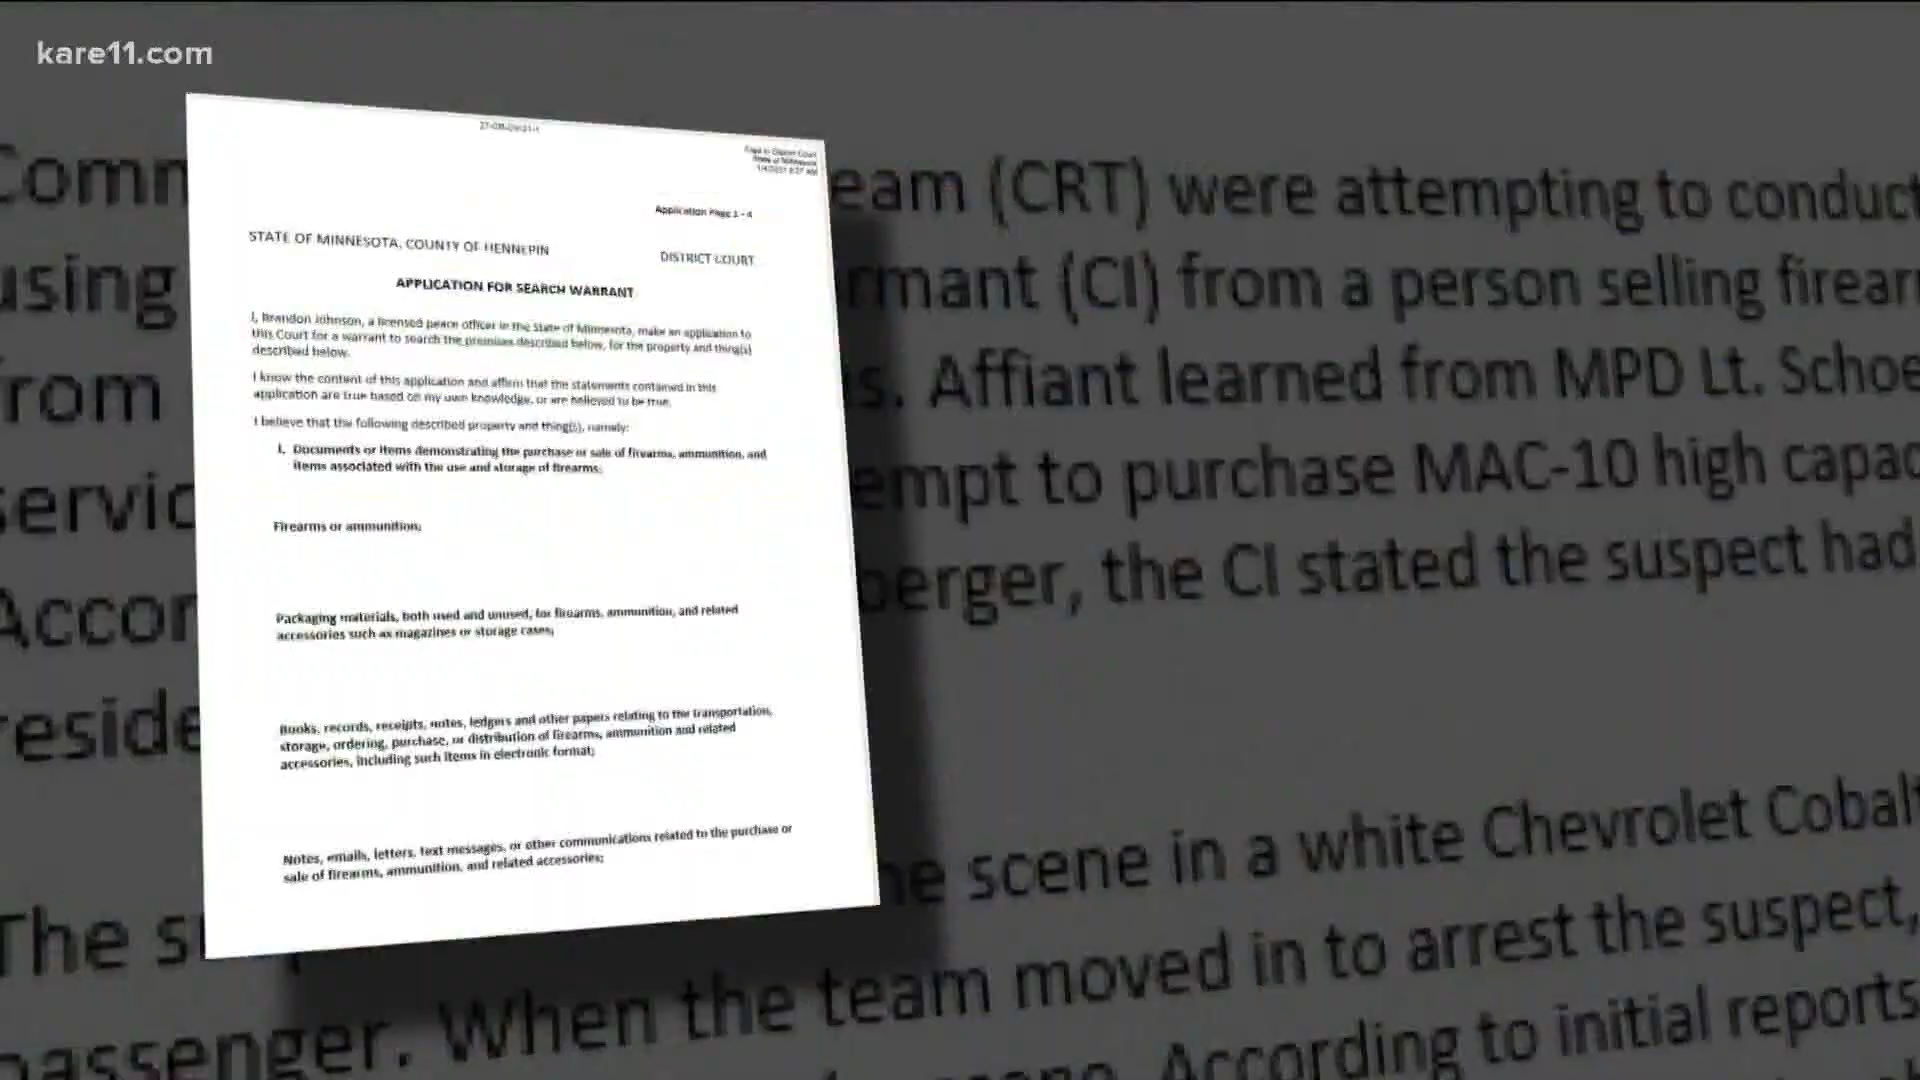 kare11.com
Filed in District Court
State of Minnesota
Application Page 1 - 4
STATE OF MINNESOTA, COUNTY OF HENNEPIN
DISTRICT COURT
APPLICATION FOR SEARCH WARRANT
I, Brandon Johnson, a licensed peace officer in the State of Minnesota, make an application to
this Court for a warrant to search the premises described below, for the property and thing(s)
described below.
I know the content of this application and affirm that the statements contained in this
application are true based on my own knowledge, or are believed to be true.
I believe that the following described property and thing(s), namely:
1. Documents or items demonstrating the purchase or sale of firearms, ammunition, and
items associated with the use and storage of firearms;
Firearms or ammunition;
Packaging materials, both used and unused, for firearms, ammunition, and related
accessories such as magazines or storage cases;
Books, records, receipts, notes, ledgers and other papers relating to the transportation,
storage, ordering, purchase, or distribution of firearms, ammunition and related
accessories, including such items in electronic format;
Notes, emails, letters, text messages, or other communications related to the purchase or
sale of firearms, ammunition, and related accessories;
Comm eam (CRT) were attempting to conduct
using rmant (CI) from a person selling firearm
from s. Affiant learned from MPD Lt. Schoe
servic empt to purchase MAC-10 high capac
Accor berger, the CI stated the suspect had
reside
The s he scene in a white Chevrolet Cobalt
passenger. When the team moved in to arrest the suspect,
According to initial reports